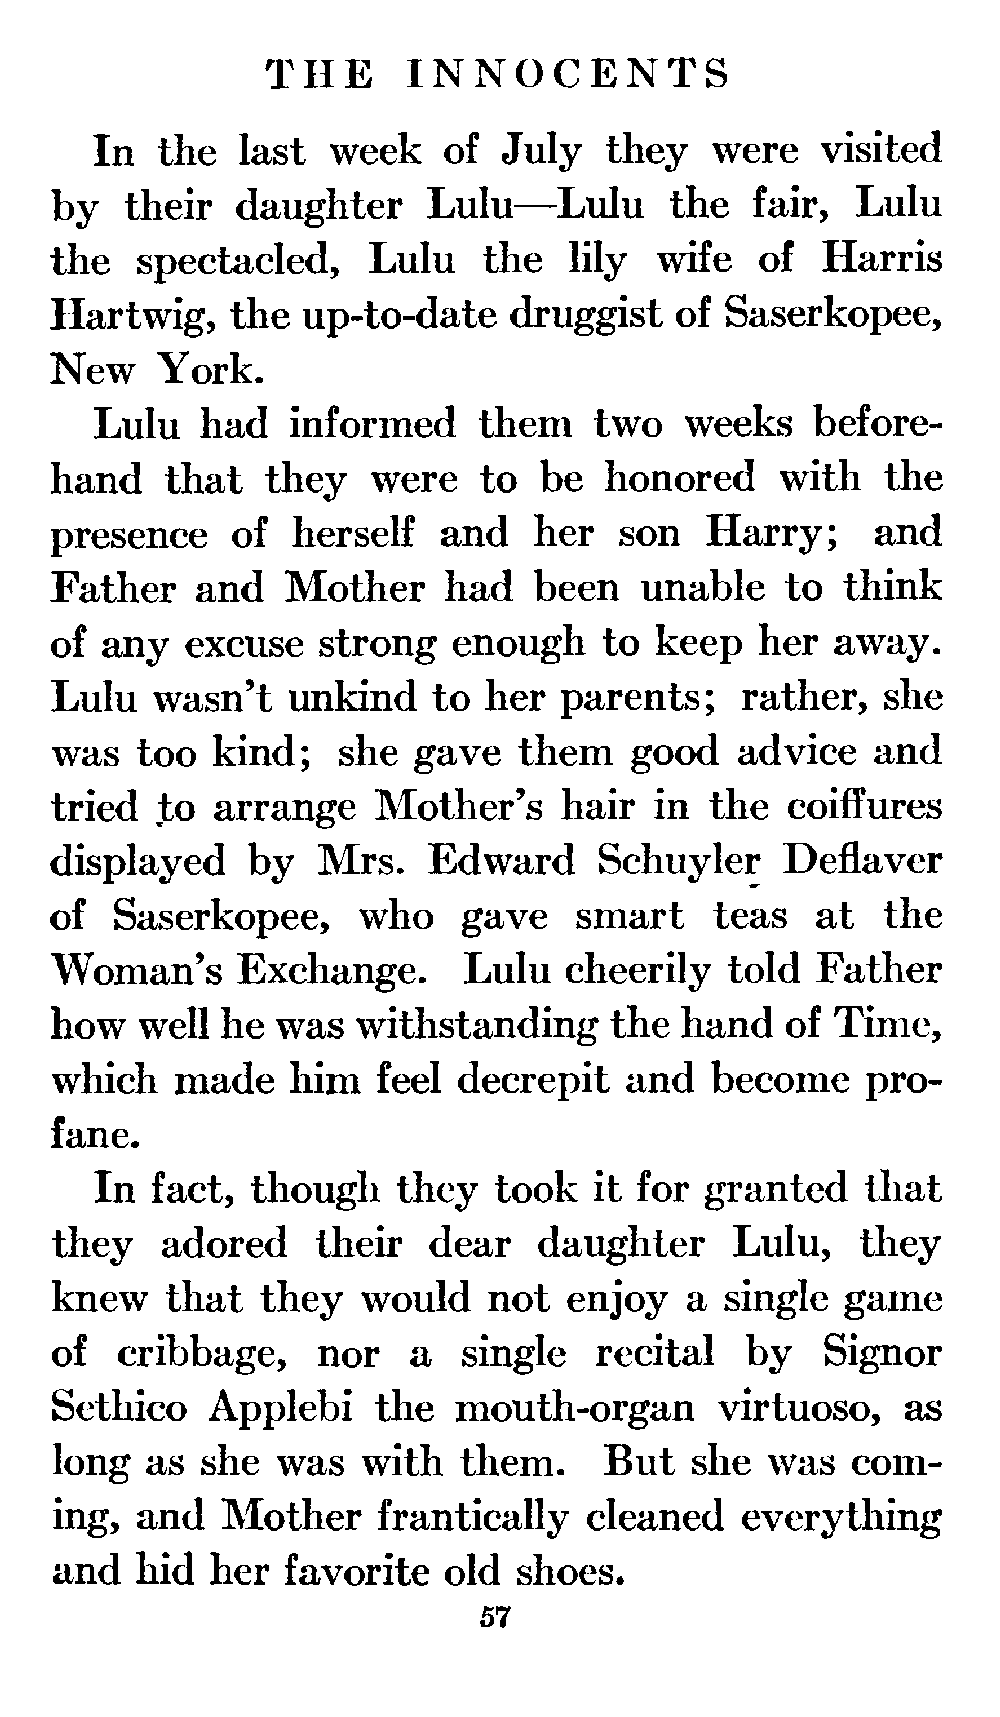 THE INNOCENTS
In the last week of July they were visited
by their daughter Lulu—Lulu the fair, Lulu
the spectacled, Lulu the lily wife of Harris
Hartwig, the up-to-date druggist of Saserkopee,
New York.
Lulu had informed them two weeks before-
hand that they were to be honored with the
presence of herself and her son Harry; and
Father and Mother had been unable to think
of any excuse strong enough to keep her away.
Lulu wasn't unkind to her parents; rather, she
was too kind; she gave them good advice and
tried to arrange Mother's hair in the coiffures
displayed by Mrs. Edward Schuyler Deflaver
of Saserkopee, who gave smart teas at the
Woman's Exchange. Lulu cheerily told Father
how well he was withstanding the hand of Time,
which made him feel decrepit and become pro-
fane.
In fact, though they took it for granted that
they adored their dear daughter Lulu, they
knew that they would not enjoy a single game
of cribbage, nor a single recital by Signor
Sethico Applebi the mouth-organ virtuoso, as
long as she was with them. But she was com-
ing, and Mother frantically cleaned everything
and hid her favorite old shoes.
57